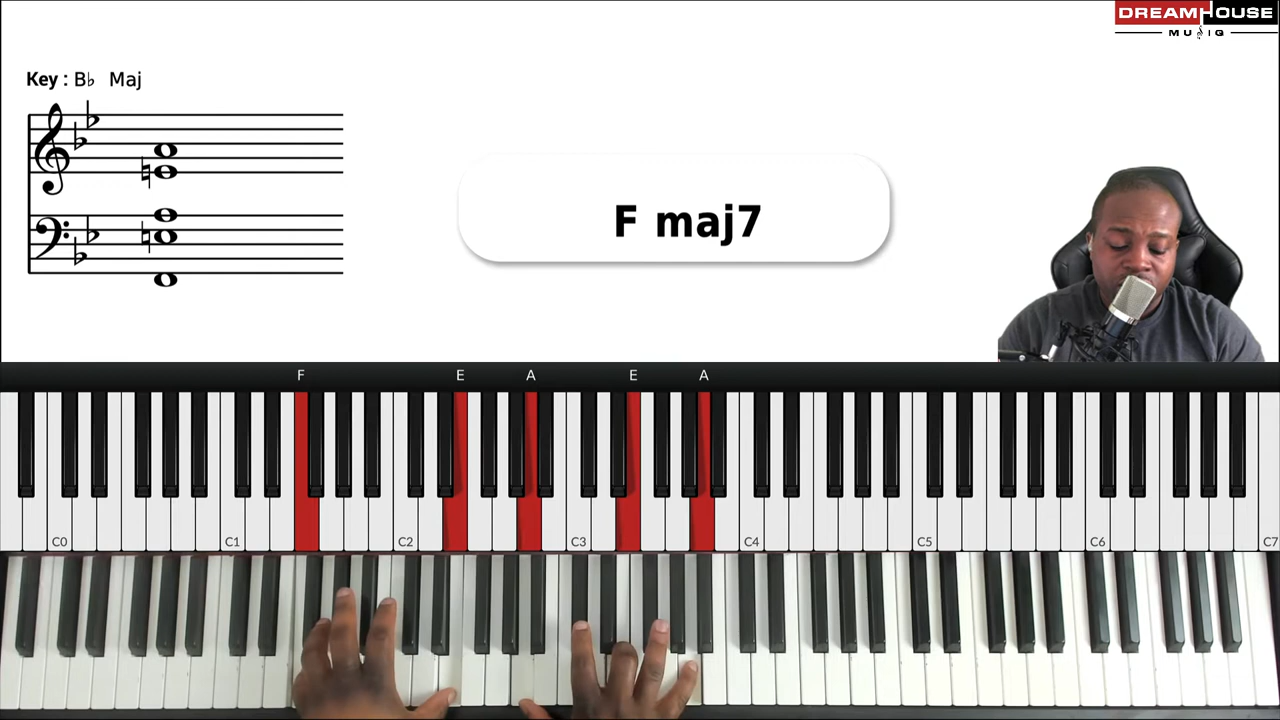 DREAMHOUSE
MUSIQ
Key : B♭ Maj
F maj7
F E A E A
C0 C1 C2 C3 C4 C5 C6 C7